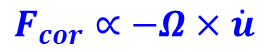 F_cor ∝ −Ω × u̇